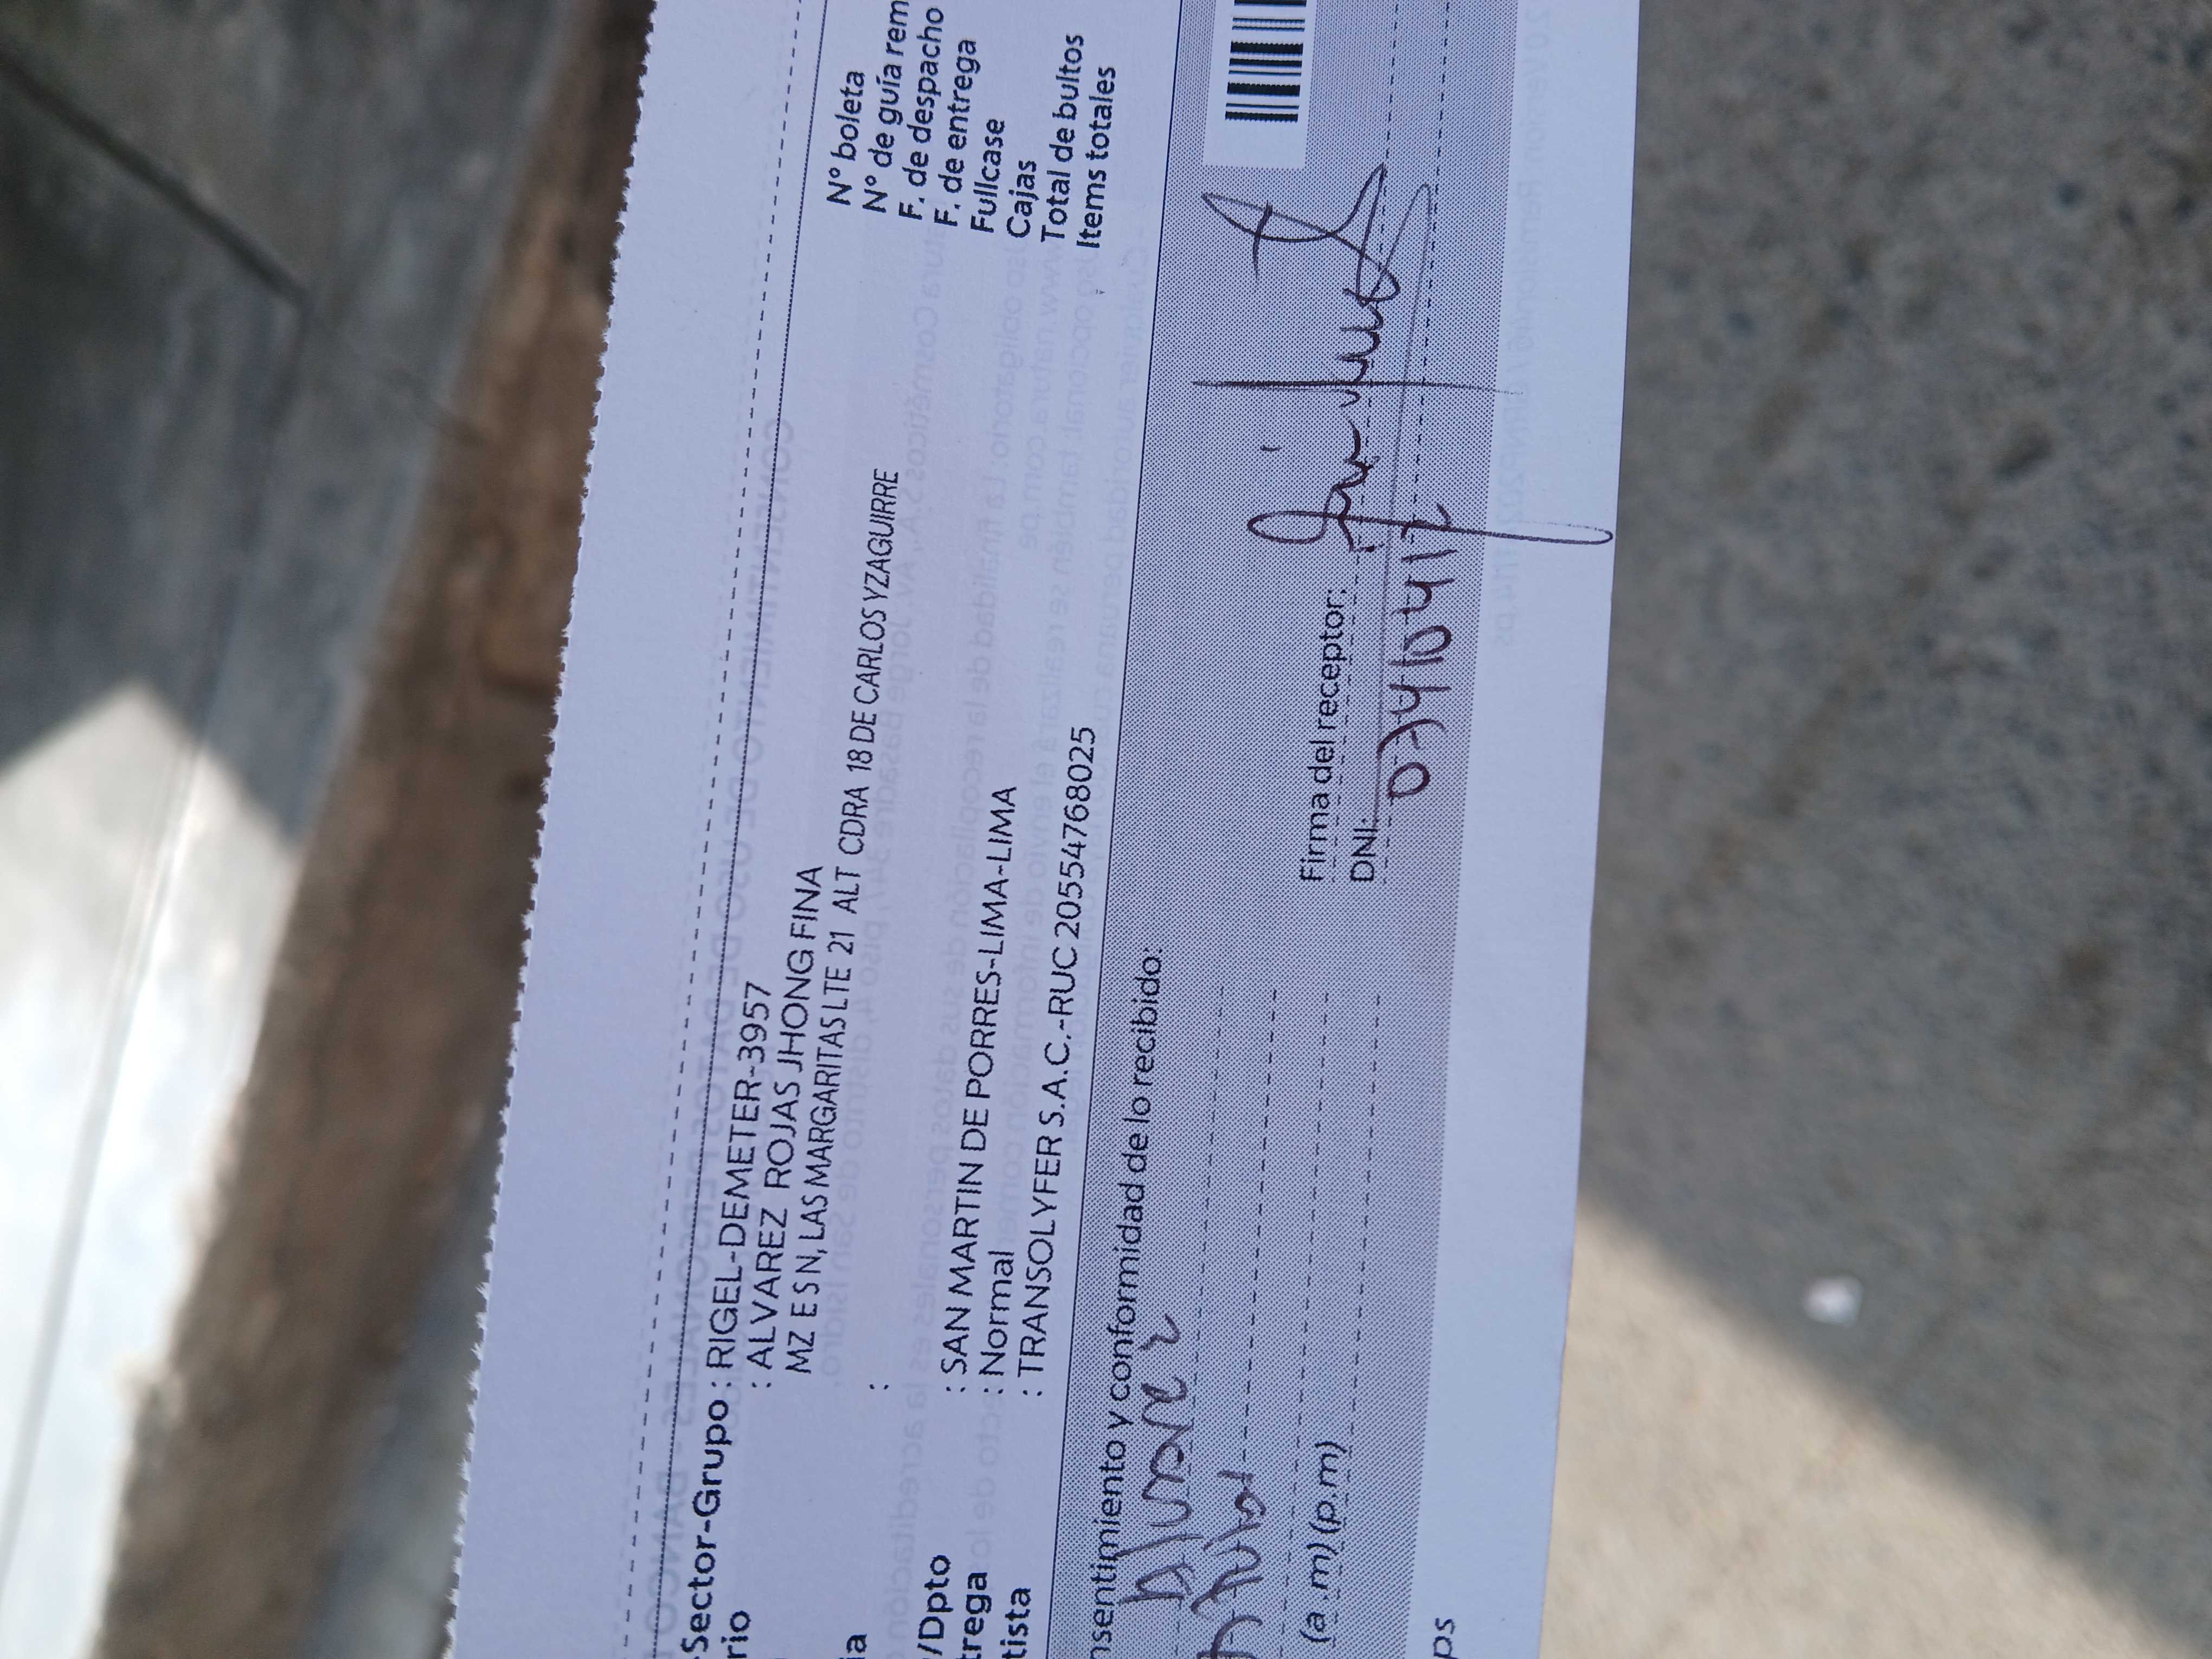 -Sector-Grupo : RIGEL-DEMETER-3957
rio : ALVAREZ ROJAS JHONG FINA
MZ E S N, LAS MARGARITAS LTE 21 ALT CDRA 18 DE CARLOS YZAGUIRRE
ia :
/Dpto : SAN MARTIN DE PORRES-LIMA-LIMA
trega : Normal
tista : TRANSOLYFER S.A.C.-RUC 20554768025
N° boleta
N° de guía rem
F. de despacho
F. de entrega
Fullcase
Cajas
Total de bultos
Items totales
nsentimiento y conformidad de lo recibido:
Alvarez
(a .m) (p.m)
Firma del receptor:
DNI: 07410417
ps